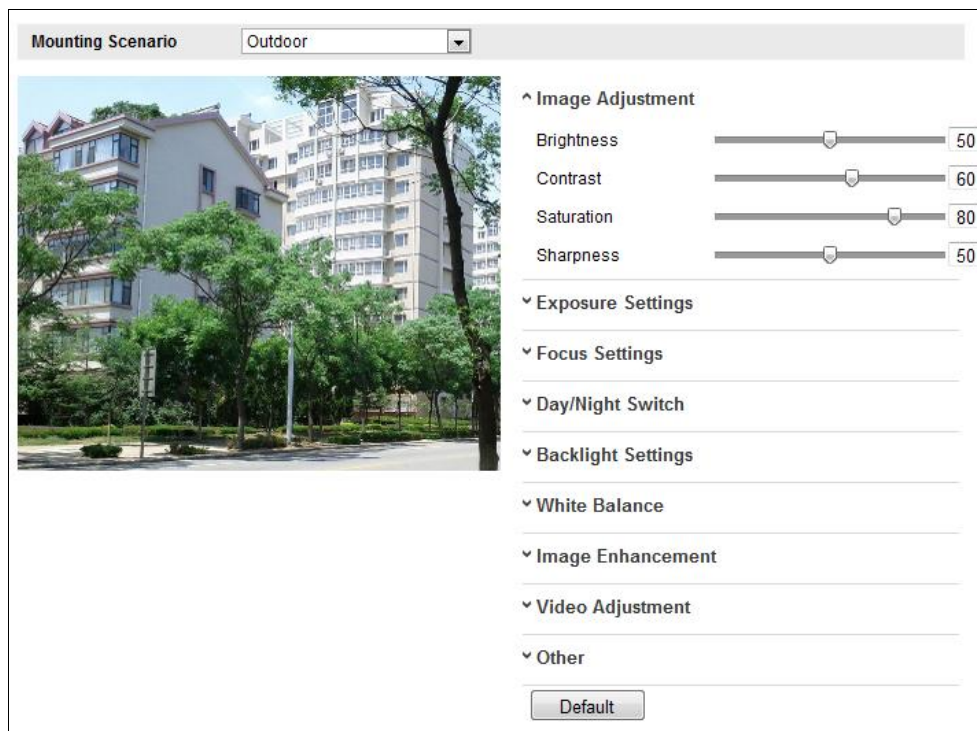 Mounting Scenario Outdoor
Image Adjustment
Brightness 50
Contrast 60
Saturation 80
Sharpness 50
Exposure Settings
Focus Settings
Day/Night Switch
Backlight Settings
White Balance
Image Enhancement
Video Adjustment
Other
Default